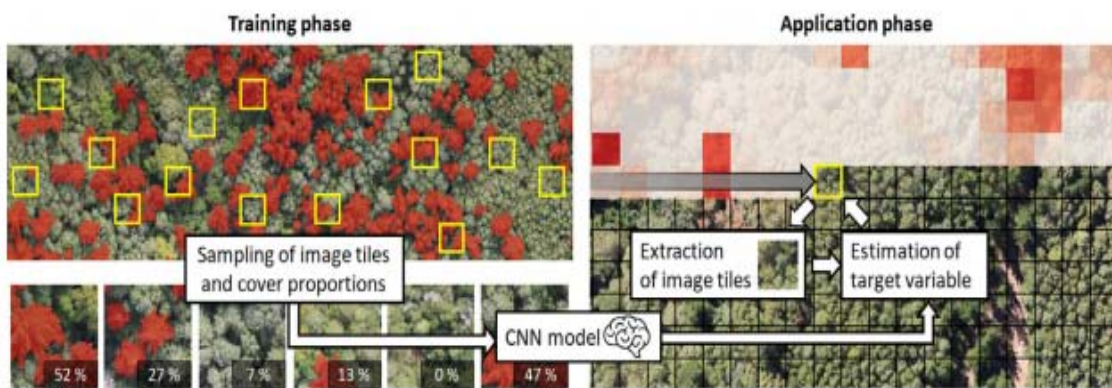 Training phase
Application phase
Sampling of image tiles
and cover proportions
Extraction
of image tiles
Estimation of
target variable
CNN model
52 %
27 %
7 %
13 %
0 %
47 %